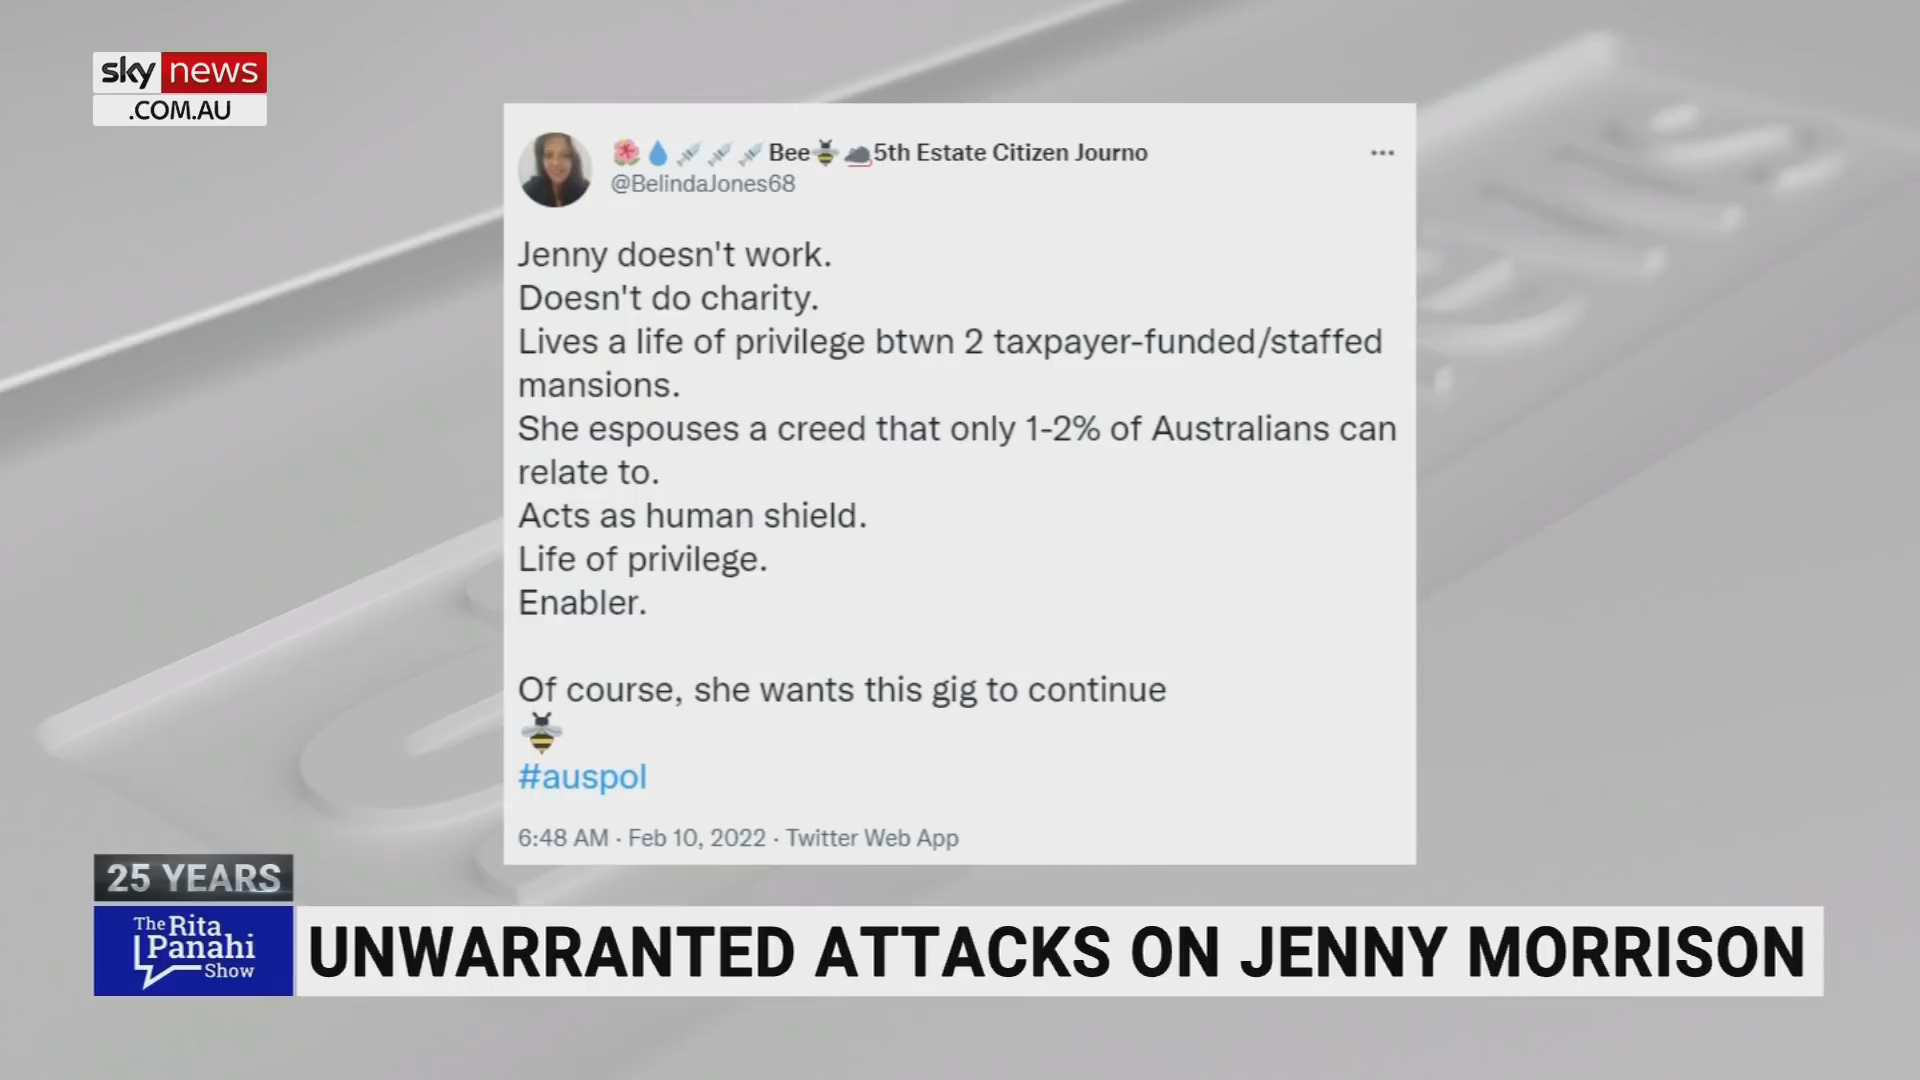 sky news
.COM.AU
🌺💧💉💉💉Bee🐝🐀5th Estate Citizen Journo
@BelindaJones68
Jenny doesn't work.
Doesn't do charity.
Lives a life of privilege btwn 2 taxpayer-funded/staffed
mansions.
She espouses a creed that only 1-2% of Australians can
relate to.
Acts as human shield.
Life of privilege.
Enabler.
Of course, she wants this gig to continue
🐝
#auspol
6:48 AM · Feb 10, 2022 · Twitter Web App
25 YEARS
The Rita
Panahi
Show
UNWARRANTED ATTACKS ON JENNY MORRISON